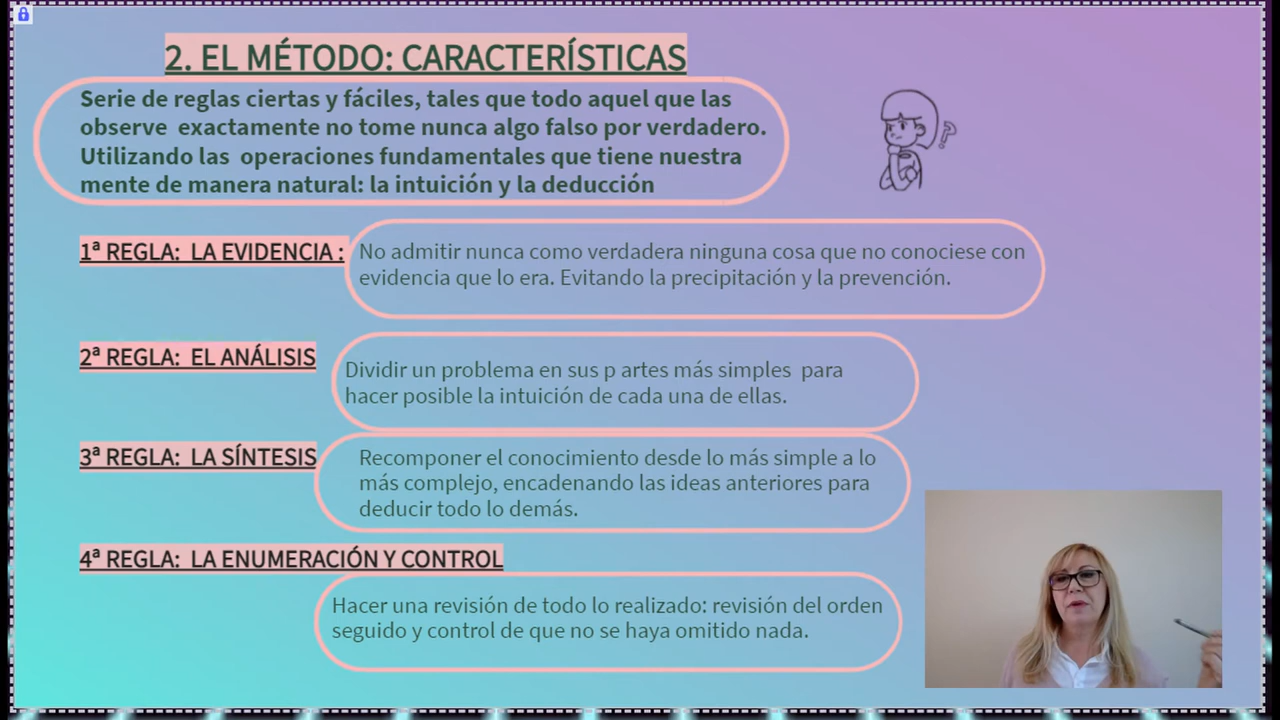 2. EL MÉTODO: CARACTERÍSTICAS
Serie de reglas ciertas y fáciles, tales que todo aquel que las
observe exactamente no tome nunca algo falso por verdadero.
Utilizando las operaciones fundamentales que tiene nuestra
mente de manera natural: la intuición y la deducción
?
1ª REGLA: LA EVIDENCIA :
No admitir nunca como verdadera ninguna cosa que no conociese con
evidencia que lo era. Evitando la precipitación y la prevención.
2ª REGLA: EL ANÁLISIS
Dividir un problema en sus p artes más simples para
hacer posible la intuición de cada una de ellas.
3ª REGLA: LA SÍNTESIS
Recomponer el conocimiento desde lo más simple a lo
más complejo, encadenando las ideas anteriores para
deducir todo lo demás.
4ª REGLA: LA ENUMERACIÓN Y CONTROL
Hacer una revisión de todo lo realizado: revisión del orden
seguido y control de que no se haya omitido nada.